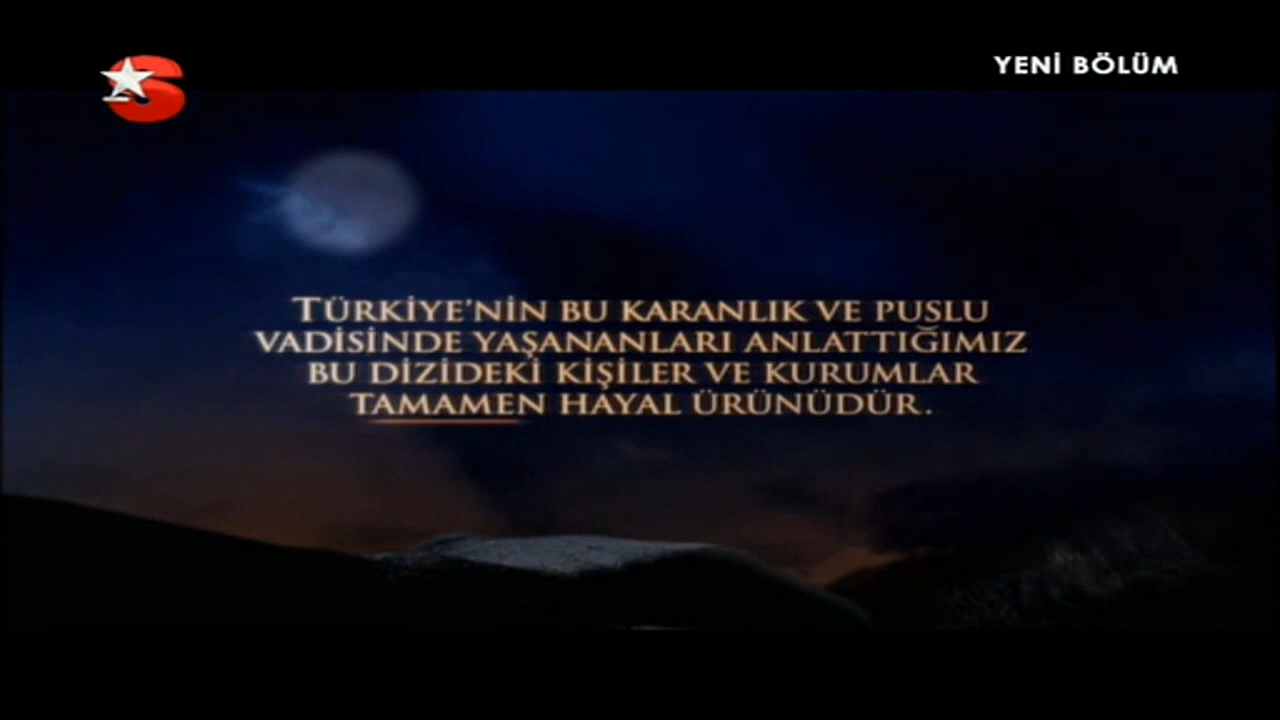 YENİ BÖLÜM
TÜRKİYE'NİN BU KARANLIK VE PUSLU
VADİSİNDE YAŞANANLARI ANLATTIĞIMIZ
BU DİZİDEKİ KİŞİLER VE KURUMLAR
TAMAMEN HAYAL ÜRÜNÜDÜR.